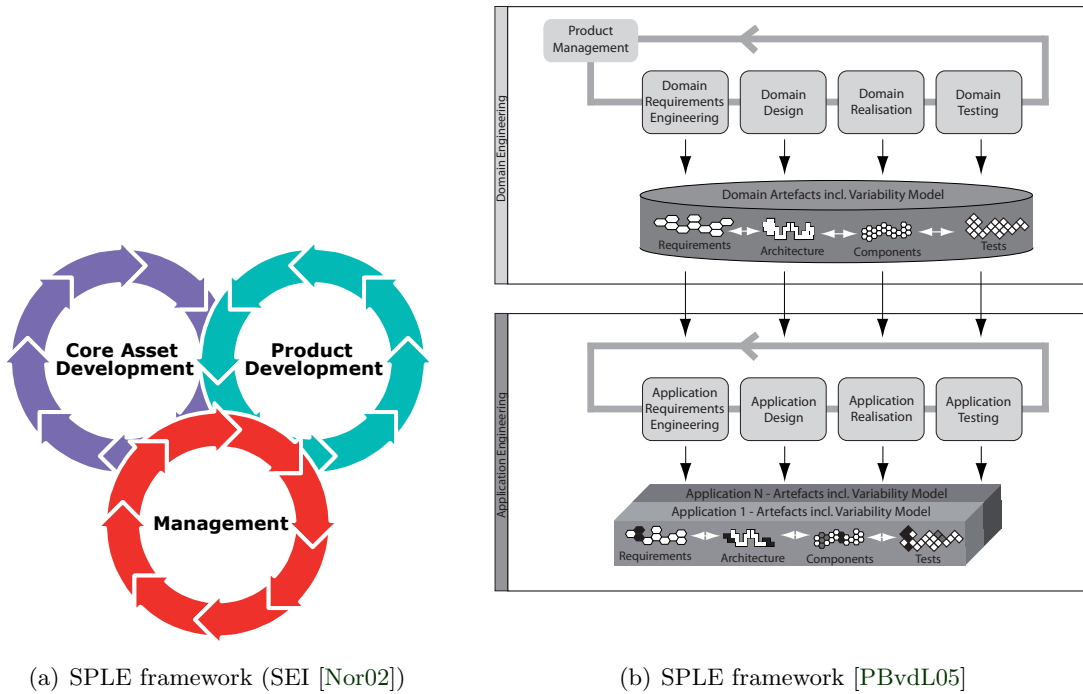 Core Asset
Development
Product
Development
Management
(a) SPLE framework (SEI [Nor02])
Domain Engineering
Product
Management
Domain
Requirements
Engineering
Domain
Design
Domain
Realisation
Domain
Testing
Domain Artefacts incl. Variability Model
Requirements
Architecture
Components
Tests
Application Engineering
Application
Requirements
Engineering
Application
Design
Application
Realisation
Application
Testing
Application N - Artefacts incl. Variability Model
Application 1 - Artefacts incl. Variability Model
Requirements
Architecture
Components
Tests
(b) SPLE framework [PBvdL05]